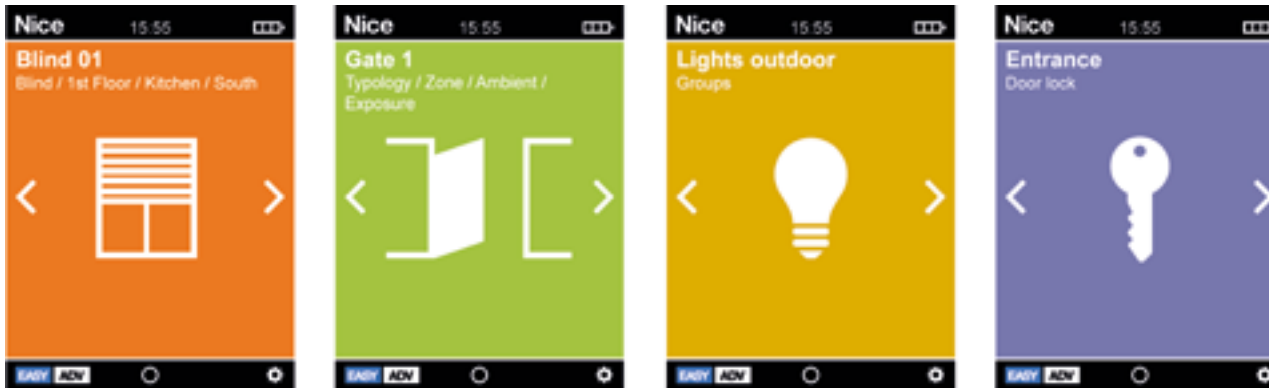 Nice 15:55
Blind 01
Blind / 1st Floor / Kitchen / South
EASY ADV
Nice 15:55
Gate 1
Typology / Zone / Ambient /
Exposure
EASY ADV
Nice 15:55
Lights outdoor
Groups
EASY ADV
Nice 15:55
Entrance
Door lock
EASY ADV